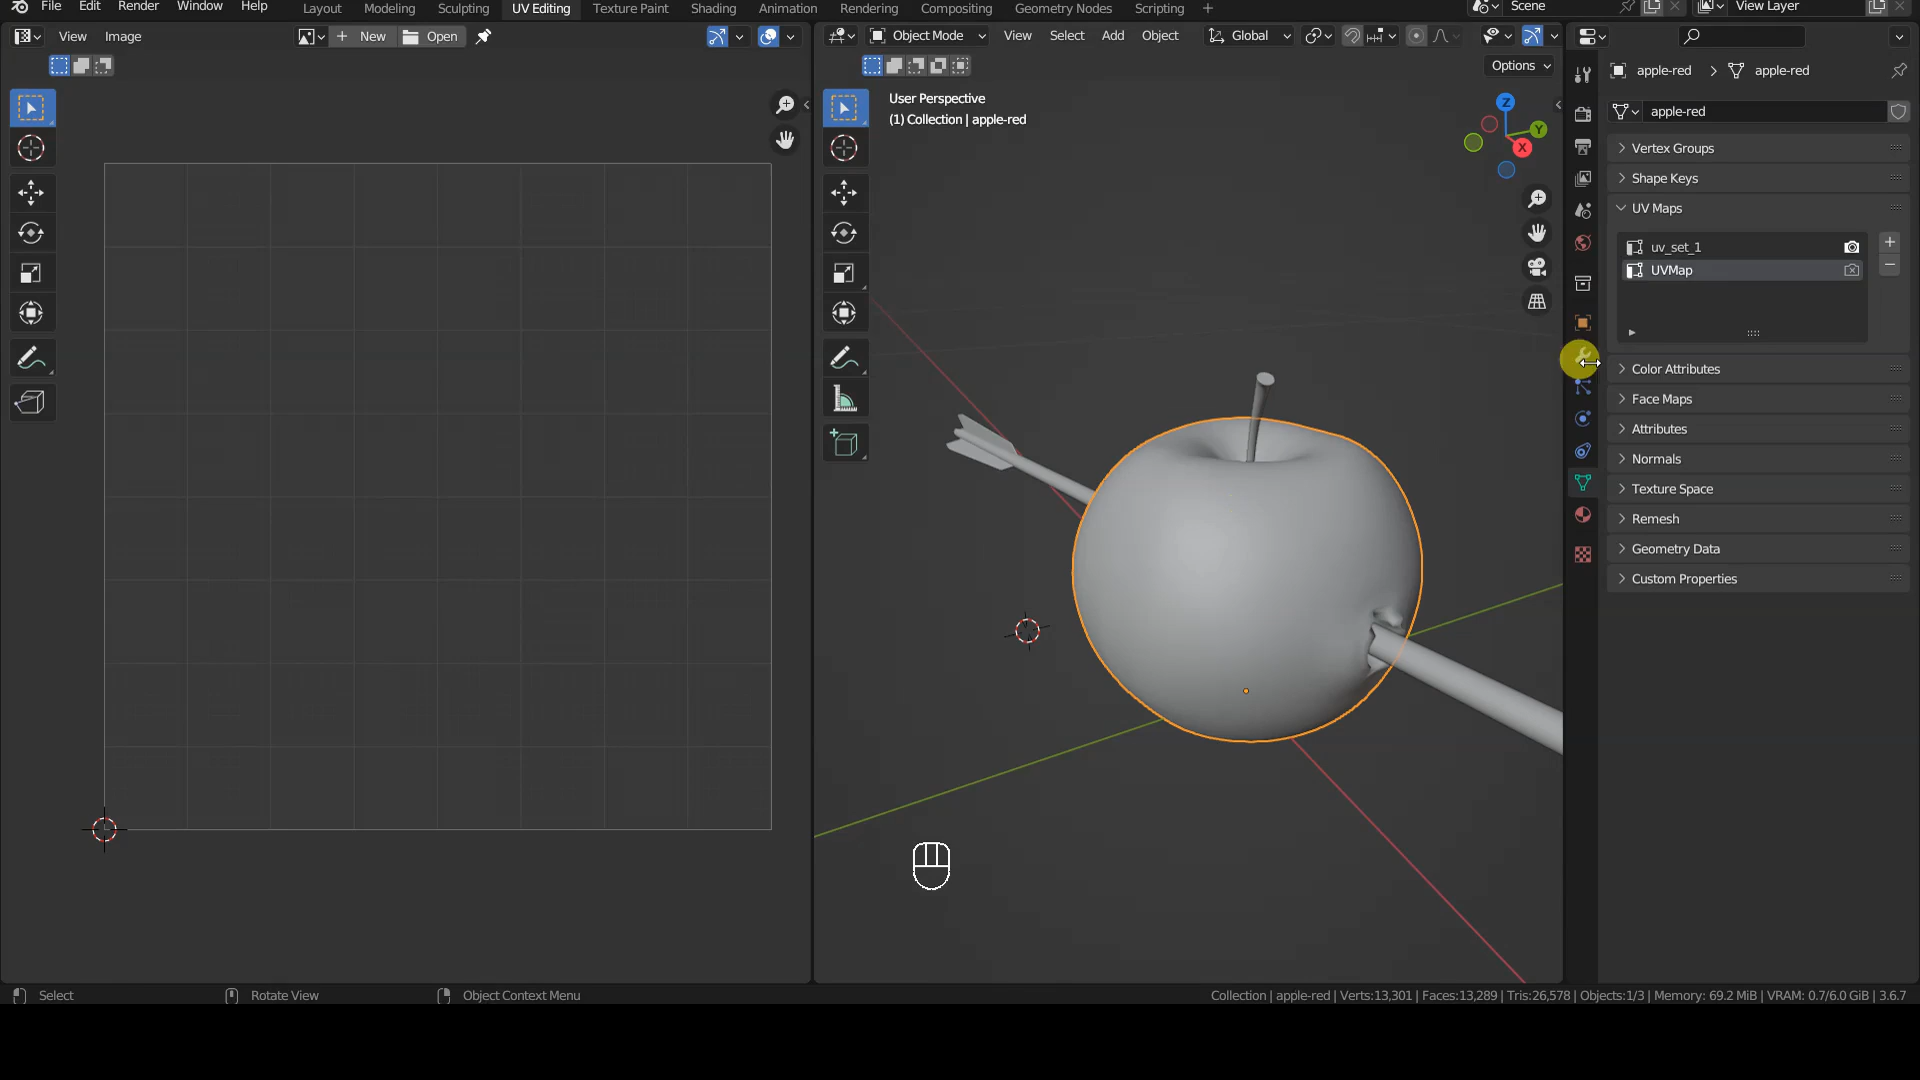 File Edit Render Window Help Layout Modeling Sculpting UV Editing Texture Paint Shading Animation Rendering Compositing Geometry Nodes Scripting + Scene View Layer
View Image New Open
Object Mode View Select Add Object Global
Options
User Perspective
(1) Collection | apple-red
Z
Y
X
apple-red > apple-red
apple-red
Vertex Groups
Shape Keys
UV Maps
uv_set_1
UVMap
Color Attributes
Face Maps
Attributes
Normals
Texture Space
Remesh
Geometry Data
Custom Properties
Select Rotate View Object Context Menu Collection | apple-red | Verts:13,301 | Faces:13,289 | Tris:26,578 | Objects:1/3 | Memory: 69.2 MiB | VRAM: 0.7/6.0 GiB | 3.6.7